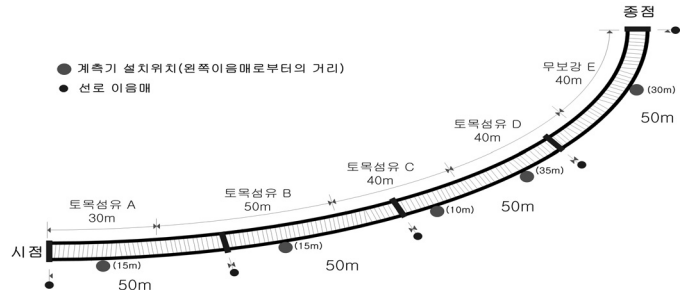 종점
계측기 설치위치(왼쪽이음매로부터의 거리)
선로 이음매
무보강 E
40m
(30m)
50m
토목섬유 D
40m
(35m)
50m
토목섬유 C
40m
(10m)
50m
토목섬유 B
50m
(15m)
50m
토목섬유 A
30m
시점
(15m)